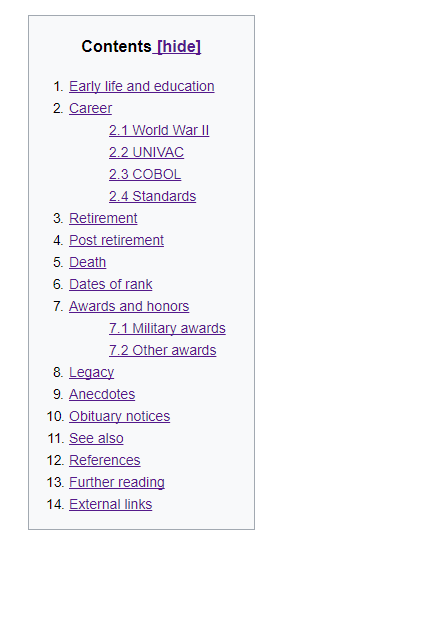 Contents [hide]
1. Early life and education
2. Career
2.1 World War II
2.2 UNIVAC
2.3 COBOL
2.4 Standards
3. Retirement
4. Post retirement
5. Death
6. Dates of rank
7. Awards and honors
7.1 Military awards
7.2 Other awards
8. Legacy
9. Anecdotes
10. Obituary notices
11. See also
12. References
13. Further reading
14. External links